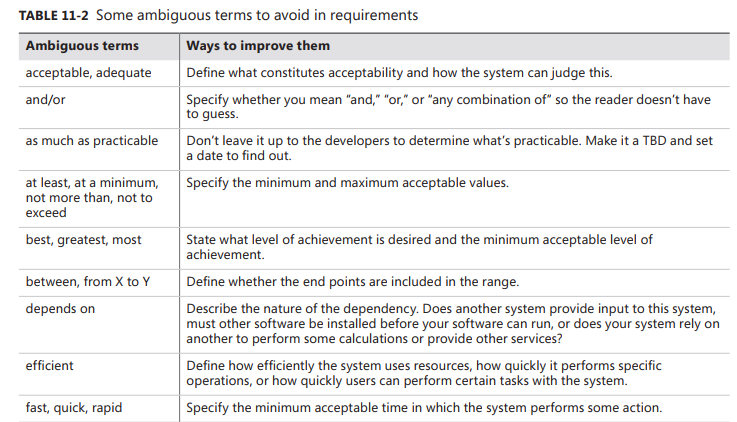 TABLE 11-2 Some ambiguous terms to avoid in requirements
Ambiguous terms Ways to improve them
acceptable, adequate Define what constitutes acceptability and how the system can judge this.
and/or Specify whether you mean “and,” “or,” or “any combination of” so the reader doesn’t have
to guess.
as much as practicable Don’t leave it up to the developers to determine what’s practicable. Make it a TBD and set
a date to find out.
at least, at a minimum, Specify the minimum and maximum acceptable values.
not more than, not to
exceed
best, greatest, most State what level of achievement is desired and the minimum acceptable level of
achievement.
between, from X to Y Define whether the end points are included in the range.
depends on Describe the nature of the dependency. Does another system provide input to this system,
must other software be installed before your software can run, or does your system rely on
another to perform some calculations or provide other services?
efficient Define how efficiently the system uses resources, how quickly it performs specific
operations, or how quickly users can perform certain tasks with the system.
fast, quick, rapid Specify the minimum acceptable time in which the system performs some action.